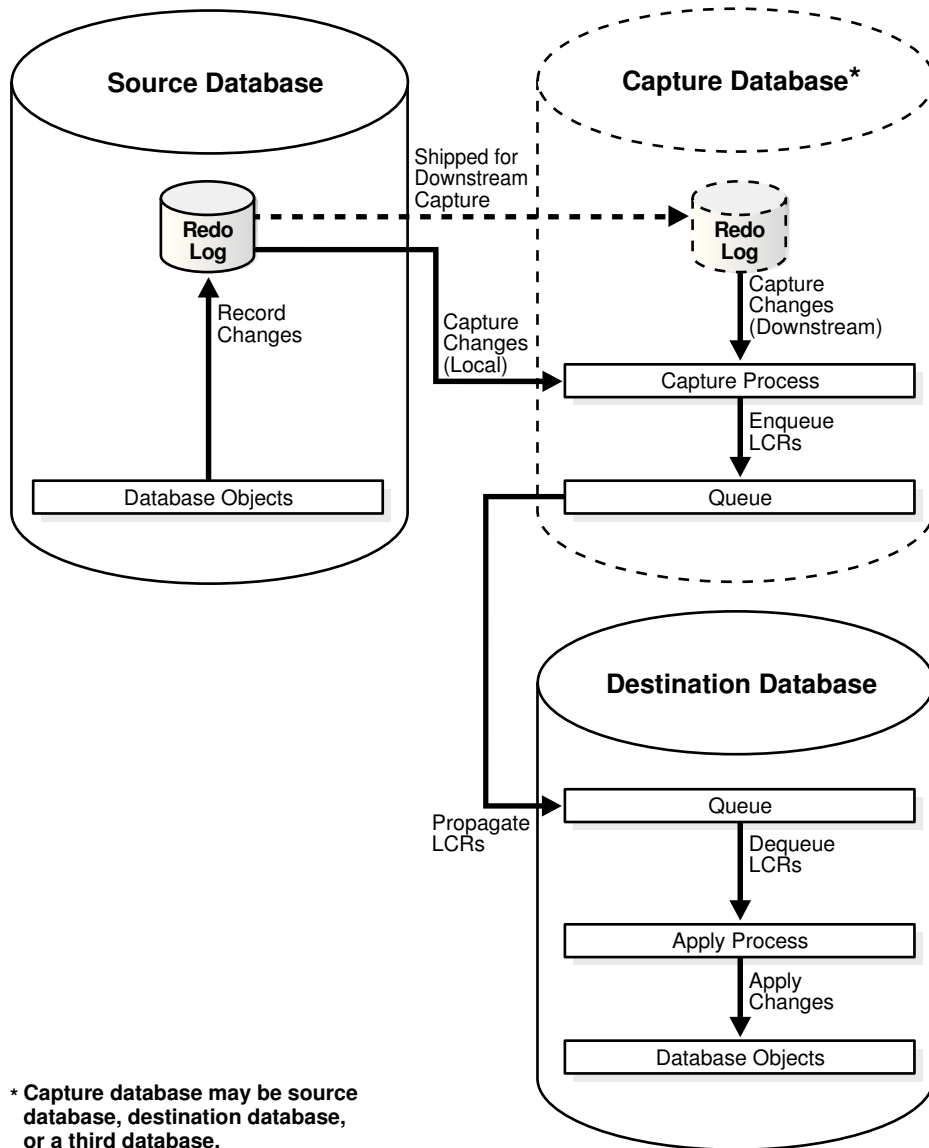 Source Database
Capture Database*
Shipped for
Downstream
Capture
Redo
Log
Redo
Log
Record
Changes
Capture
Changes
(Local)
Capture
Changes
(Downstream)
Capture Process
Enqueue
LCRs
Database Objects
Queue
Destination Database
Propagate
LCRs
Queue
Dequeue
LCRs
Apply Process
Apply
Changes
Database Objects
* Capture database may be source
database, destination database,
or a third database.